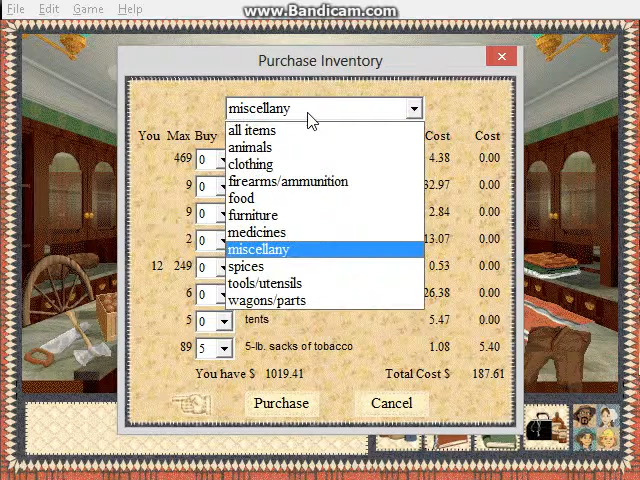 File Edit Game Help
www.Bandicam.com
Purchase Inventory
miscellany
You Max Buy Cost Cost
all items
animals
469 0 4.38 0.00
clothing
firearms/ammunition
9 0 0.00
food
9 0 2.84 0.00
furniture
medicines
2 0 13.07 0.00
miscellany
12 249 0 spices 0.53 0.00
tools/utensils
6 0 26.38 0.00
wagons/parts
5 0 tents 5.47 0.00
89 5 5-lb. sacks of tobacco 1.08 5.40
You have $ 1019.41 Total Cost $ 187.61
Purchase Cancel